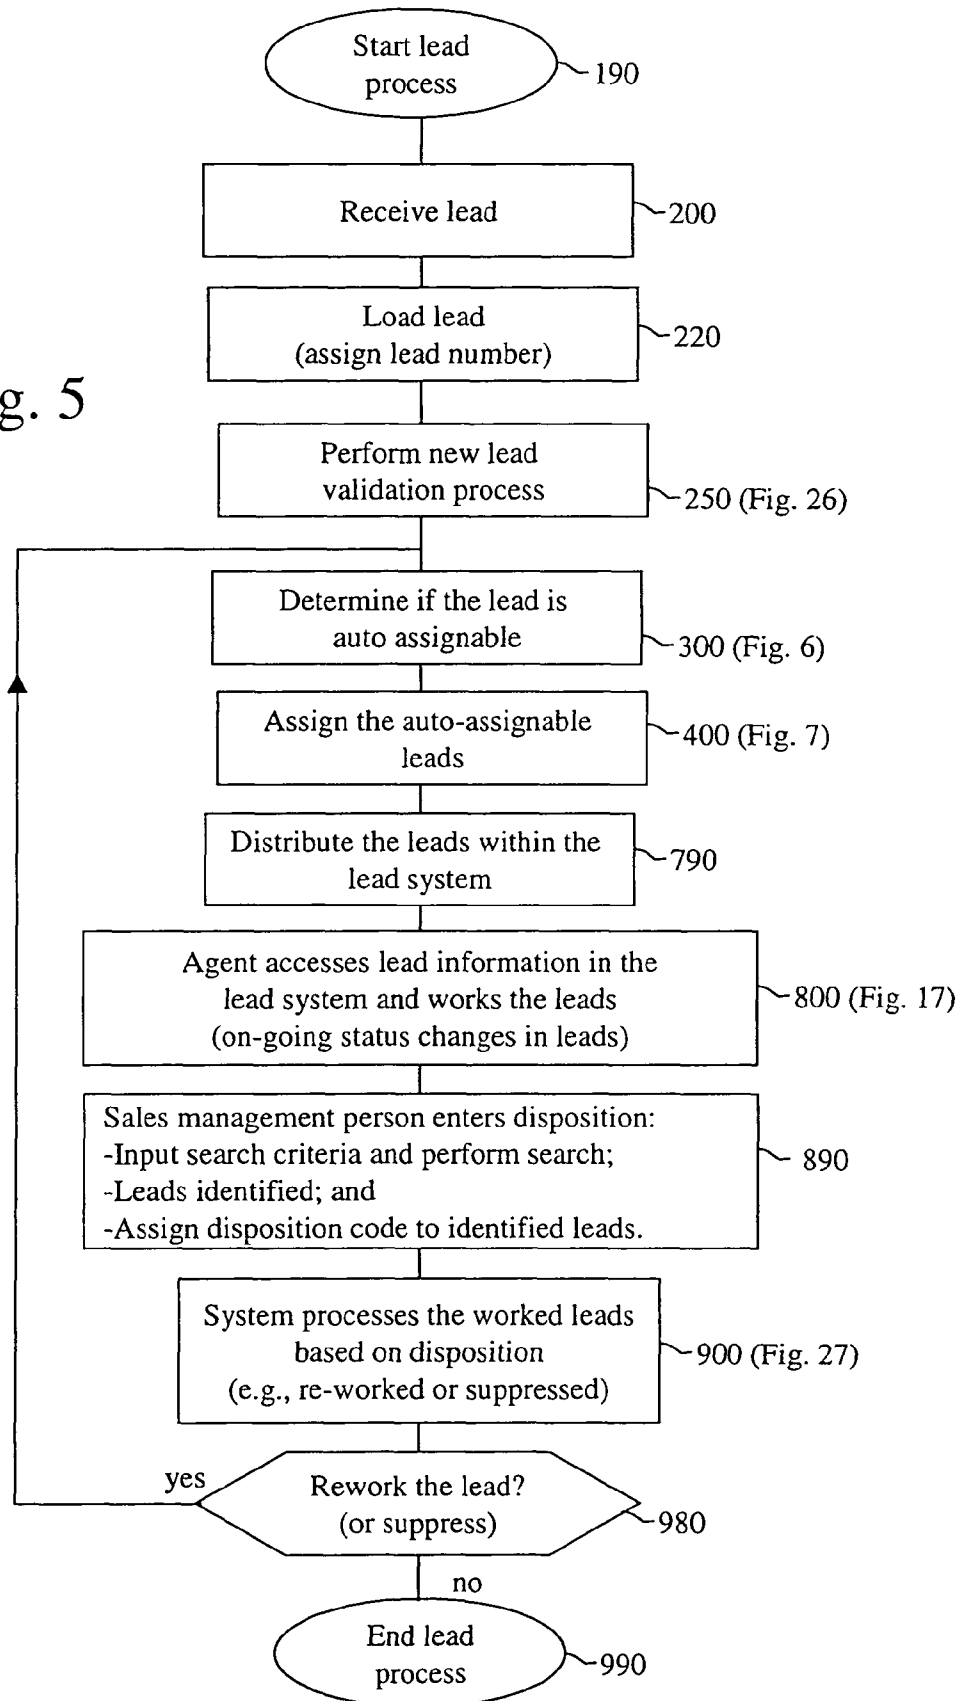 Start lead
process
190
Receive lead
200
Load lead
(assign lead number)
220
g. 5
Perform new lead
validation process
250 (Fig. 26)
Determine if the lead is
auto assignable
300 (Fig. 6)
Assign the auto-assignable
leads
400 (Fig. 7)
Distribute the leads within the
lead system
790
Agent accesses lead information in the
lead system and works the leads
(on-going status changes in leads)
800 (Fig. 17)
Sales management person enters disposition:
-Input search criteria and perform search;
-Leads identified; and
-Assign disposition code to identified leads.
890
System processes the worked leads
based on disposition
(e.g., re-worked or suppressed)
900 (Fig. 27)
yes
Rework the lead?
(or suppress)
980
no
End lead
process
990